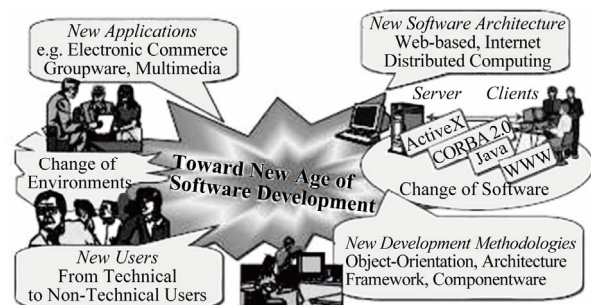 New Applications
e.g. Electronic Commerce
Groupware, Multimedia
New Software Architecture
Web-based, Internet
Distributed Computing
Server Clients
ActiveX
CORBA 2.0
Java
WWW
Change of Software
Change of
Environments
Toward New Age of
Software Development
New Users
From Technical
to Non-Technical Users
New Development Methodologies
Object-Orientation, Architecture
Framework, Componentware